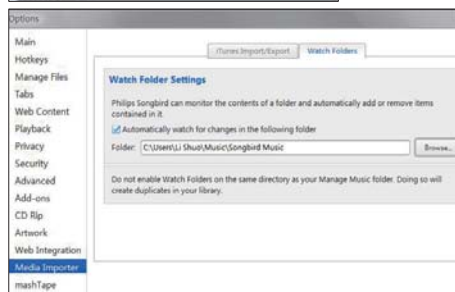 Options
Main
Hotkeys
Manage Files
Tabs
Web Content
Playback
Privacy
Security
Advanced
Add-ons
CD Rip
Artwork
Web Integration
Media Importer
mashTape
iTunes Import/Export
Watch Folders
Watch Folder Settings
Philips Songbird can monitor the contents of a folder and automatically add or remove items
contained in it.
Automatically watch for changes in the following folder
Folder: C:\Users\Li Shuo\Music\Songbird Music
Browse...
Do not enable Watch Folders on the same directory as your Manage Music folder. Doing so will
create duplicates in your library.